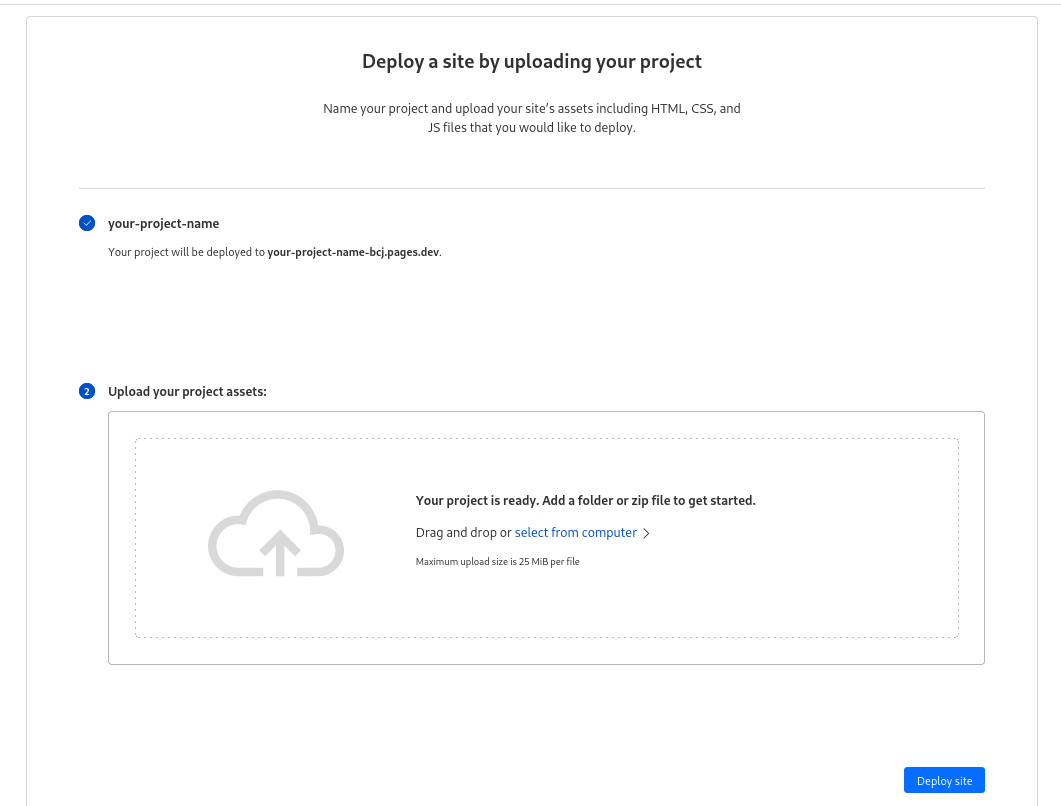 Deploy a site by uploading your project
Name your project and upload your site's assets including HTML, CSS, and
JS files that you would like to deploy.
your-project-name
Your project will be deployed to your-project-name-bcj.pages.dev.
2 Upload your project assets:
Your project is ready. Add a folder or zip file to get started.
Drag and drop or select from computer
Maximum upload size is 25 MiB per file
Deploy site